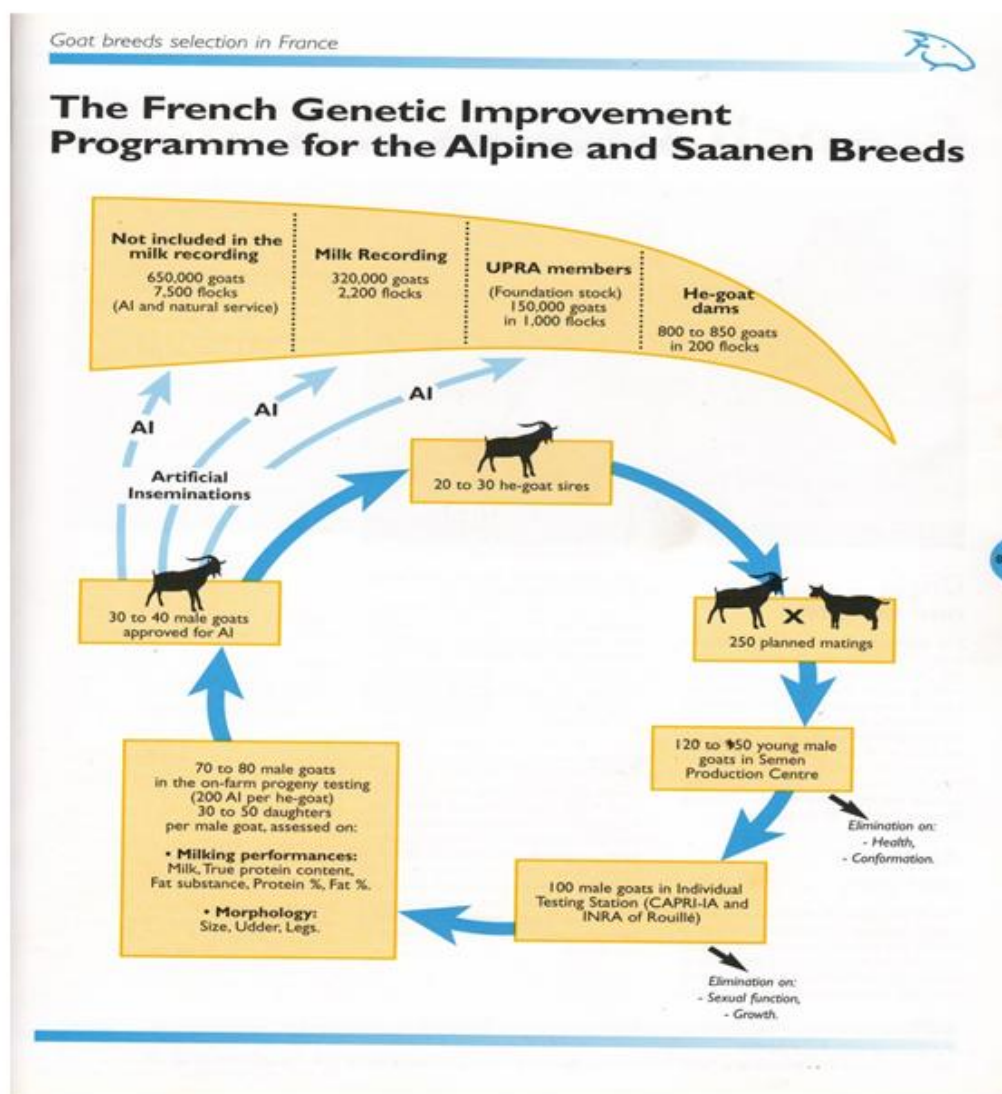 Goat breeds selection in France
The French Genetic Improvement
Programme for the Alpine and Saanen Breeds
Not included in the
milk recording
650,000 goats
7,500 flocks
(AI and natural service)
Milk Recording
320,000 goats
2,200 flocks
UPRA members
(Foundation stock)
150,000 goats
in 1,000 flocks
He-goat
dams
800 to 850 goats
in 200 flocks
AI
AI
AI
Artificial
Inseminations
20 to 30 he-goat sires
30 to 40 male goats
approved for AI
X
250 planned matings
120 to 150 young male
goats in Semen
Production Centre
Elimination on:
- Health,
- Conformation.
100 male goats in Individual
Testing Station (CAPRI-IA and
INRA of Rouillé)
Elimination on:
- Sexual function,
- Growth.
70 to 80 male goats
in the on-farm progeny testing
(200 AI per he-goat)
30 to 50 daughters
per male goat, assessed on:
• Milking performances:
Milk, True protein content,
Fat substance, Protein %, Fat %.
• Morphology:
Size, Udder, Legs.